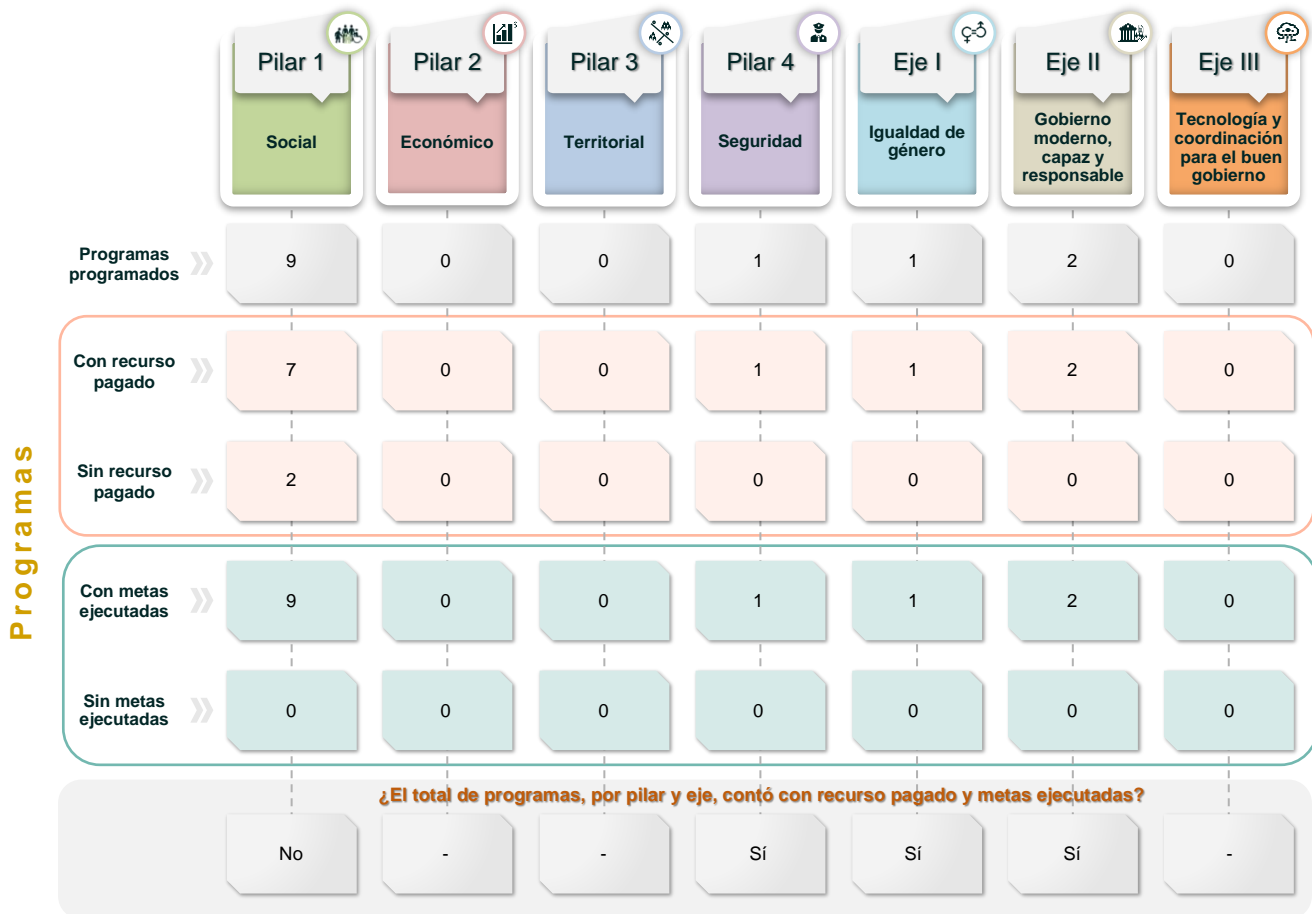 Pilar 1
Pilar 2
Pilar 3
Pilar 4
Eje I
Eje II
Eje III
Social
Económico
Territorial
Seguridad
Igualdad de
género
Gobierno
moderno,
capaz y
responsable
Tecnología y
coordinación
para el buen
gobierno
Programas
Programas
programados
9
0
0
1
1
2
0
Con recurso
pagado
7
0
0
1
1
2
0
Sin recurso
pagado
2
0
0
0
0
0
0
Con metas
ejecutadas
9
0
0
1
1
2
0
Sin metas
ejecutadas
0
0
0
0
0
0
0
¿El total de programas, por pilar y eje, contó con recurso pagado y metas ejecutadas?
No
-
-
Sí
Sí
Sí
-